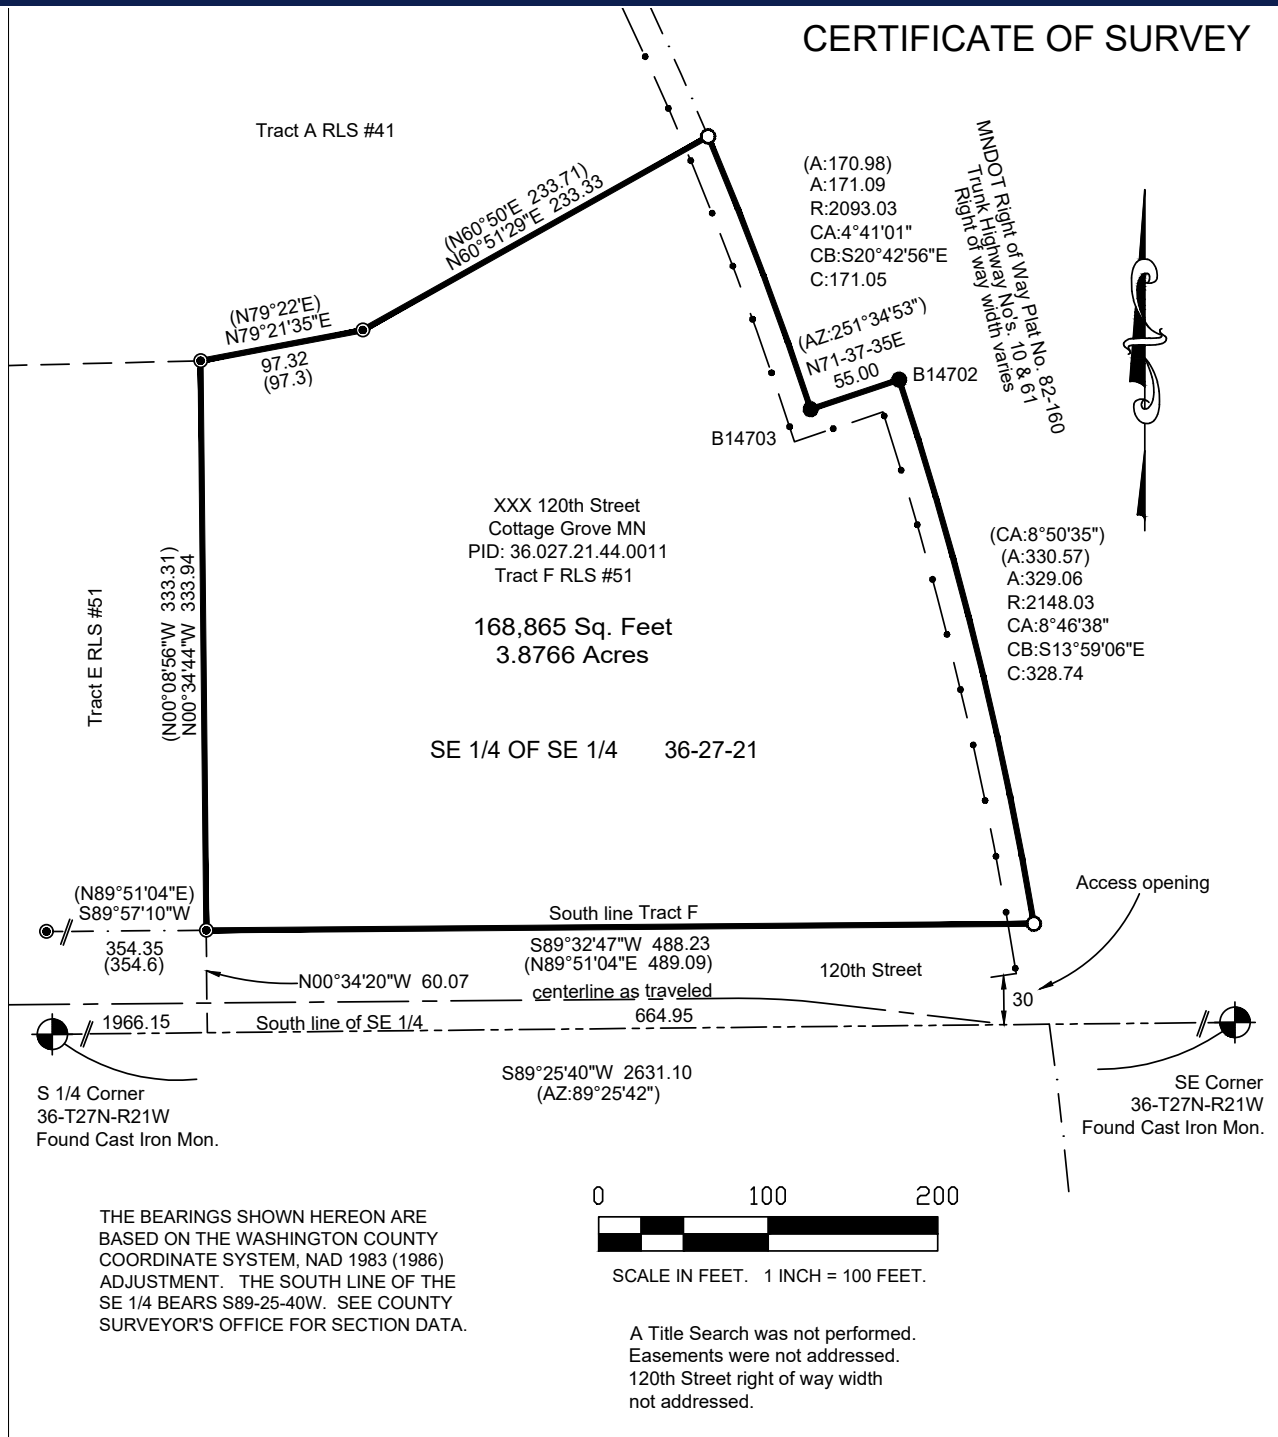 CERTIFICATE OF SURVEY
Tract A RLS #41
(N60°50'E  233.71)
N60°51'29"E  233.33
(A:170.98)
A:171.09
R:2093.03
CA:4°41'01"
CB:S20°42'56"E
C:171.05
MNDOT Right of Way Plat No. 82-160
Trunk Highway No's. 10 & 61
Right of way width varies
(N79°22'E)
N79°21'35"E
97.32
(97.3)
(AZ:251°34'53")
N71-37-35E
55.00
B14702
B14703
XXX 120th Street
Cottage Grove MN
PID: 36.027.21.44.0011
Tract F RLS #51
168,865 Sq. Feet
3.8766 Acres
(CA:8°50'35")
(A:330.57)
A:329.06
R:2148.03
CA:8°46'38"
CB:S13°59'06"E
C:328.74
Tract E RLS #51
(N00°08'56"W  333.31)
N00°34'44"W  333.94
SE 1/4 OF SE 1/4
36-27-21
(N89°51'04"E)
S89°57'10"W
354.35
(354.6)
South line Tract F
S89°32'47"W  488.23
(N89°51'04"E  489.09)
Access opening
120th Street
N00°34'20"W  60.07
centerline as traveled
30
1966.15
South line of SE 1/4
664.95
S89°25'40"W  2631.10
(AZ:89°25'42")
S 1/4 Corner
36-T27N-R21W
Found Cast Iron Mon.
SE Corner
36-T27N-R21W
Found Cast Iron Mon.
THE BEARINGS SHOWN HEREON ARE
BASED ON THE WASHINGTON COUNTY
COORDINATE SYSTEM, NAD 1983 (1986)
ADJUSTMENT.   THE SOUTH LINE OF THE
SE 1/4 BEARS S89-25-40W.  SEE COUNTY
SURVEYOR'S OFFICE FOR SECTION DATA.
0 100 200
SCALE IN FEET.   1 INCH = 100 FEET.
A Title Search was not performed.
Easements were not addressed.
120th Street right of way width
not addressed.